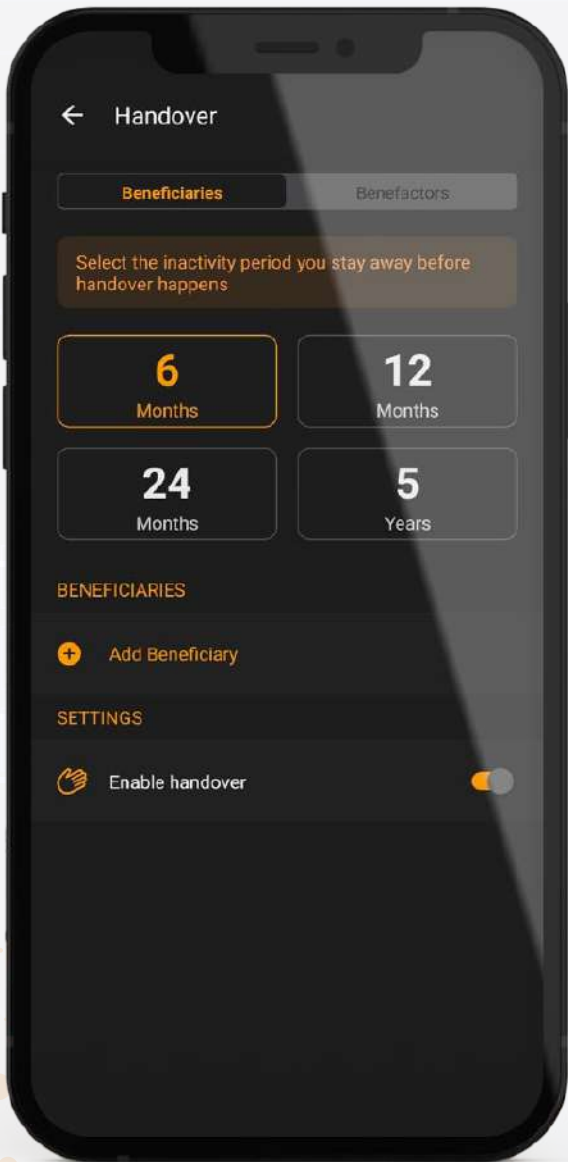 Handover
Beneficiaries
Benefactors
Select the inactivity period you stay away before
handover happens
6
Months
12
Months
24
Months
5
Years
BENEFICIARIES
Add Beneficiary
SETTINGS
Enable handover